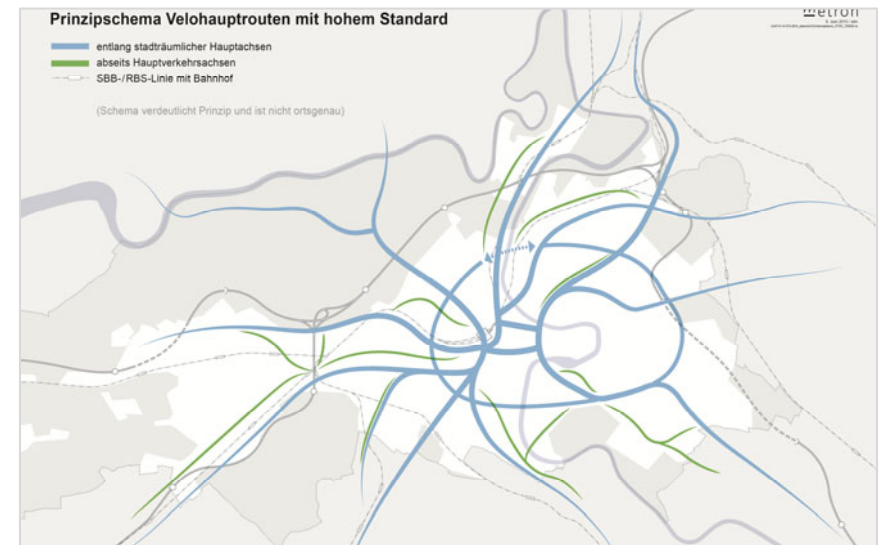 Prinzipschema Velohauptrouten mit hohem Standard
metron
entlang stadträumlicher Hauptachsen
abseits Hauptverkehrsachsen
SBB-/RBS-Linie mit Bahnhof
(Schema verdeutlicht Prinzip und ist nicht ortsgenau)